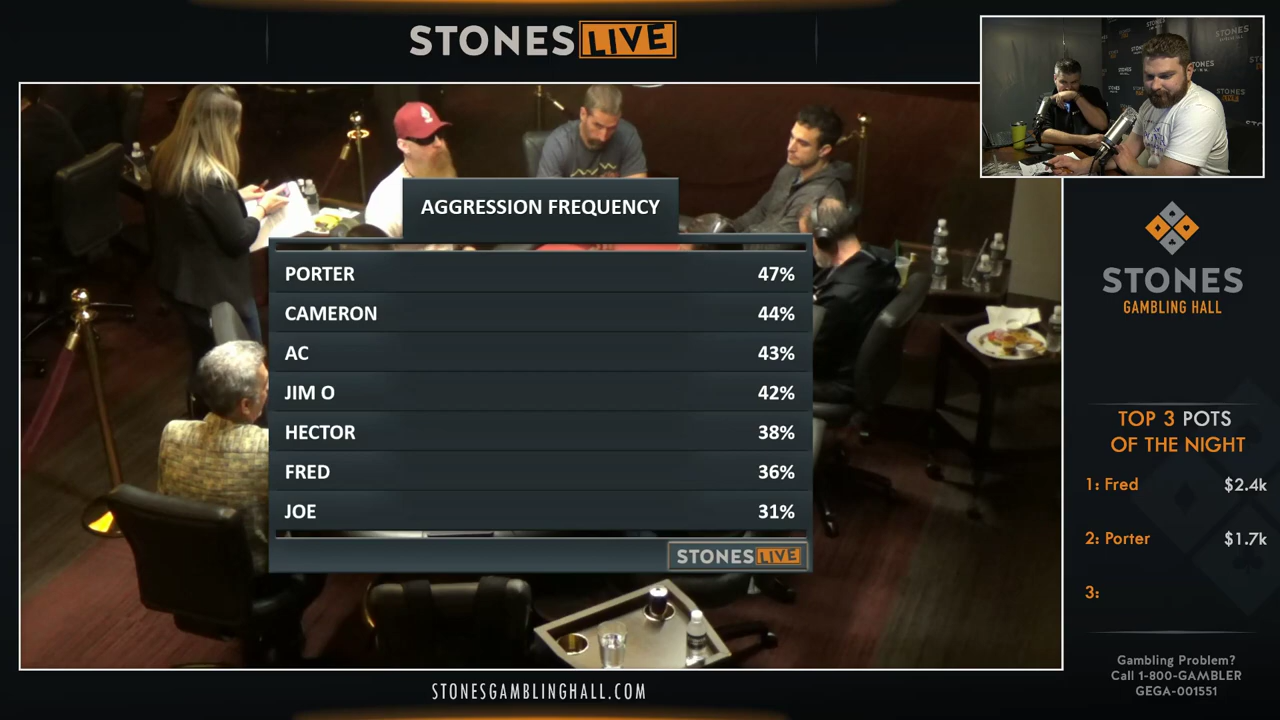 STONES LIVE
AGGRESSION FREQUENCY
PORTER 47%
CAMERON 44%
AC 43%
JIM O 42%
HECTOR 38%
FRED 36%
JOE 31%
STONES LIVE
STONES
GAMBLING HALL
TOP 3 POTS
OF THE NIGHT
1: Fred $2.4k
2: Porter $1.7k
3:
Gambling Problem?
Call 1-800-GAMBLER
GEGA-001551
STONESGAMBLINGHALL.COM